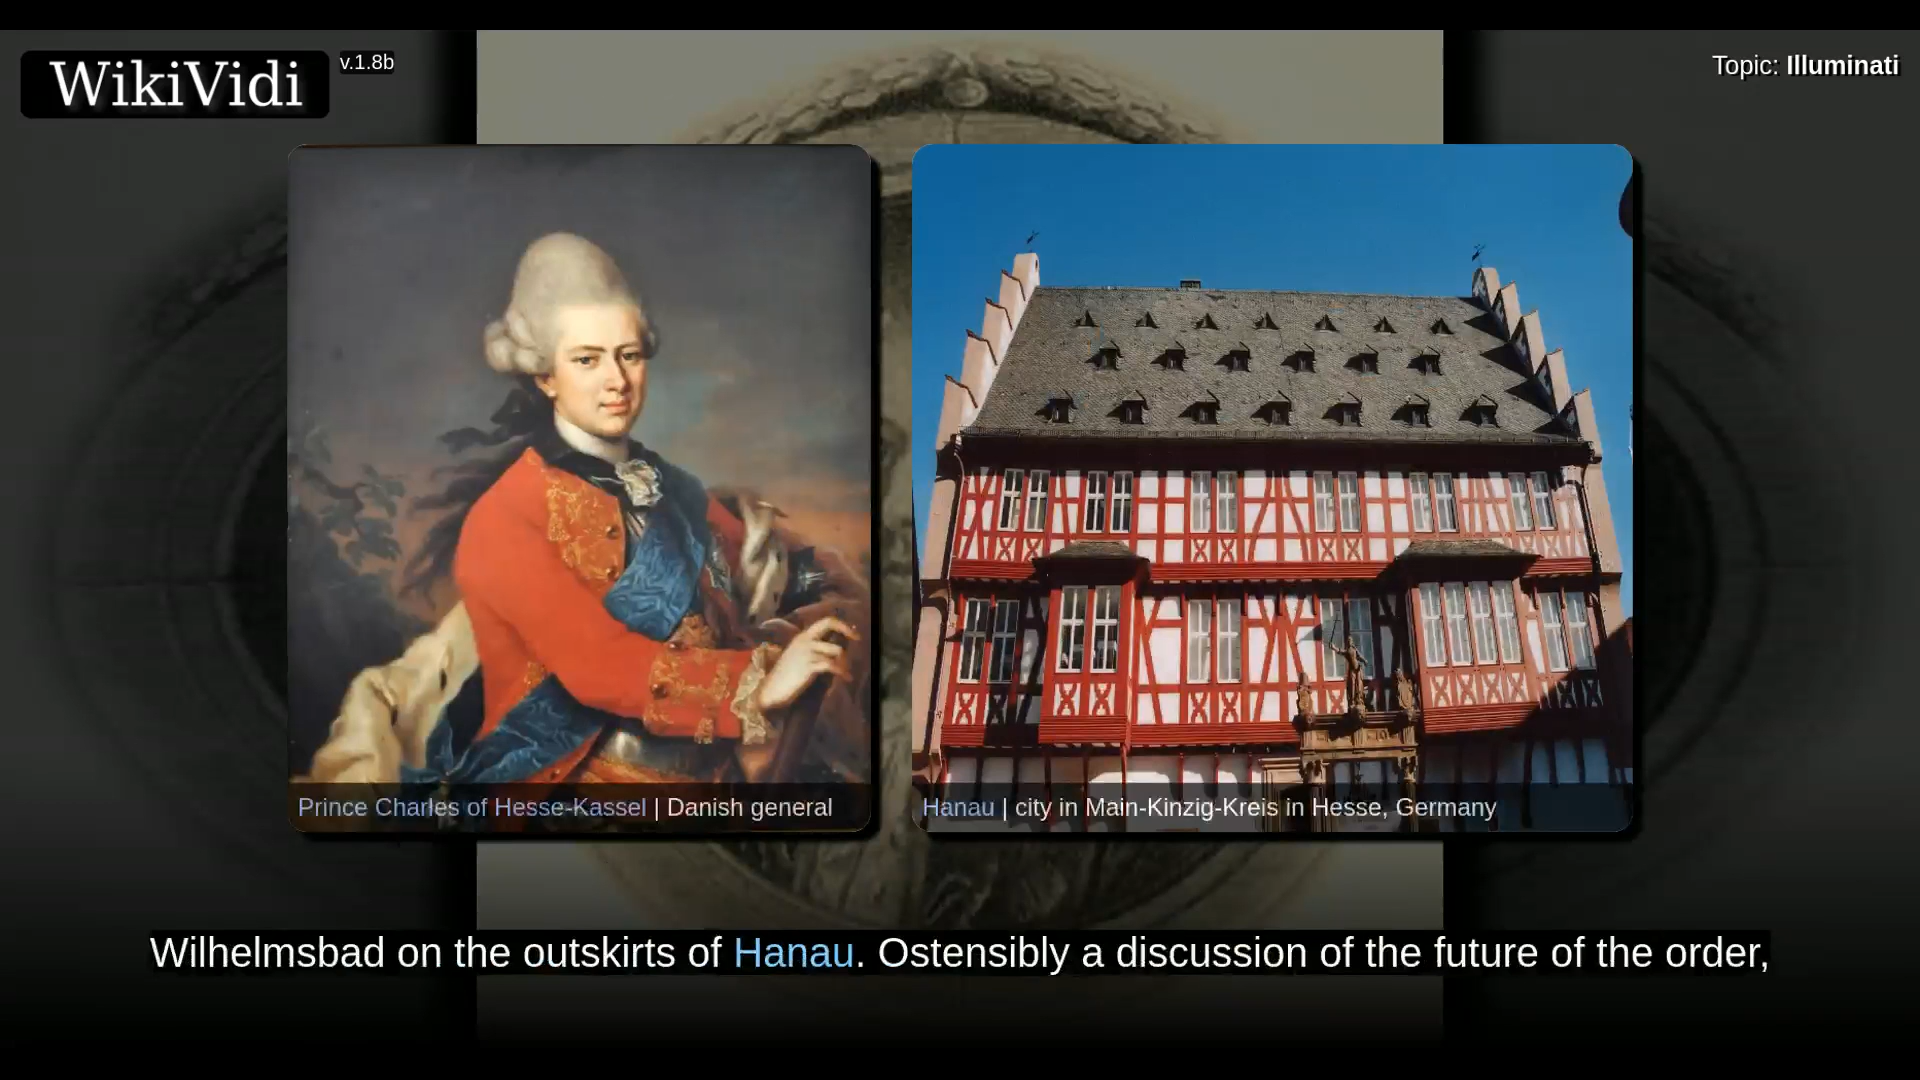 WikiVidi
v.1.8b
Topic: Illuminati
Prince Charles of Hesse-Kassel | Danish general
Hanau | city in Main-Kinzig-Kreis in Hesse, Germany
Wilhelmsbad on the outskirts of Hanau. Ostensibly a discussion of the future of the order,